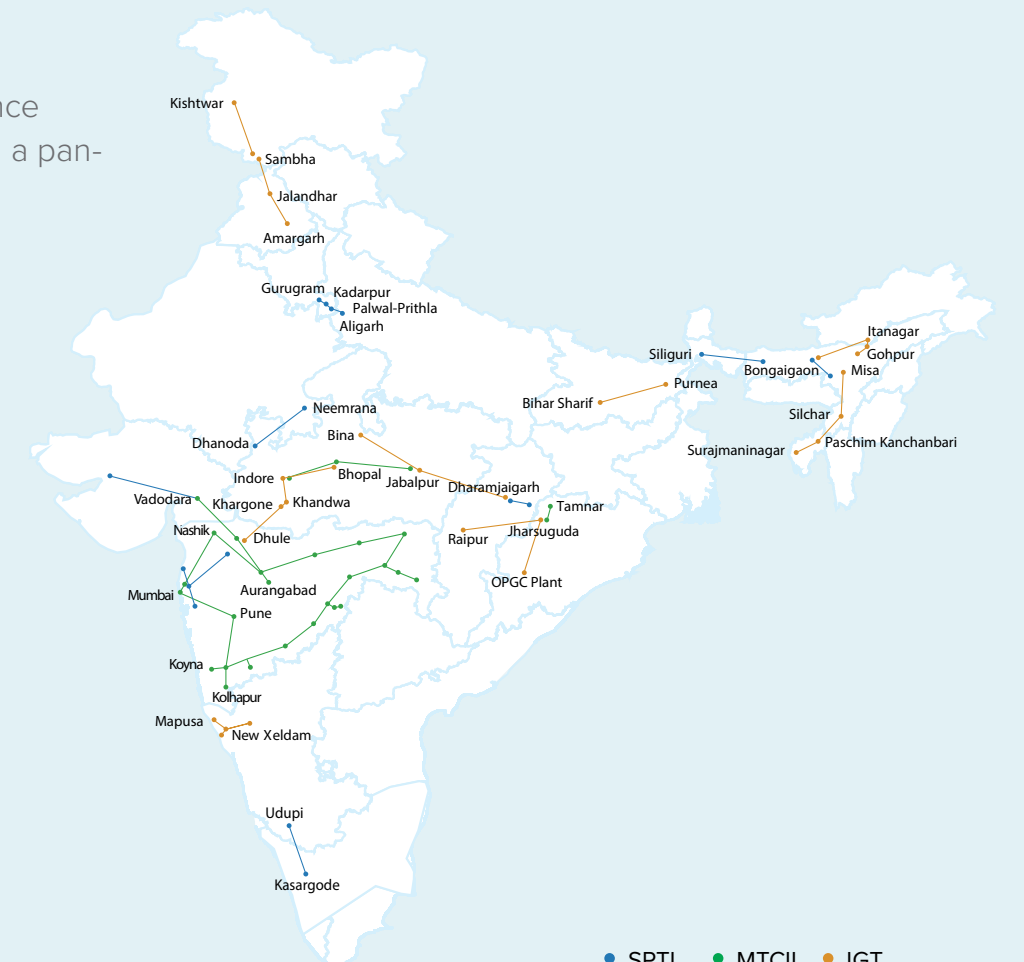 nce
a pan-
Kishtwar
Sambha
Jalandhar
Amargarh
Gurugram
Kadarpur
Palwal-Prithla
Aligarh
Itanagar
Gohpur
Siliguri
Bongaigaon
Misa
Purnea
Bihar Sharif
Neemrana
Silchar
Bina
Dhanoda
Paschim Kanchanbari
Surajmaninagar
Indore
Bhopal
Jabalpur
Dharamjaigarh
Vadodara
Khargone
Khandwa
Tamnar
Nashik
Dhule
Raipur
Jharsuguda
OPGC Plant
Aurangabad
Mumbai
Pune
Koyna
Kolhapur
Mapusa
New Xeldam
Udupi
Kasargode